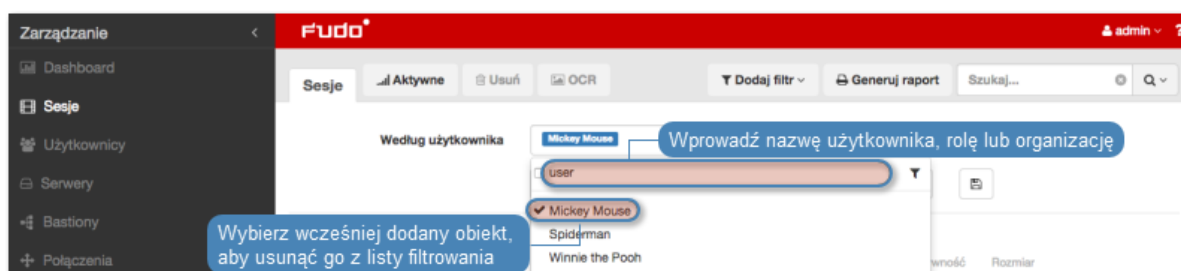 Zarządzanie
Fudo
admin
?
Dashboard
Sesje
Aktywne
Usuń
OCR
Dodaj filtr
Generuj raport
Szukaj...
Sesje
Według użytkownika
Mickey Mouse
Wprowadź nazwę użytkownika, rolę lub organizację
Użytkownicy
user
Serwery
Mickey Mouse
Bastiony
Wybierz wcześniej dodany obiekt,
aby usunąć go z listy filtrowania
Spiderman
Połączenia
Winnie the Pooh
Rozmiar